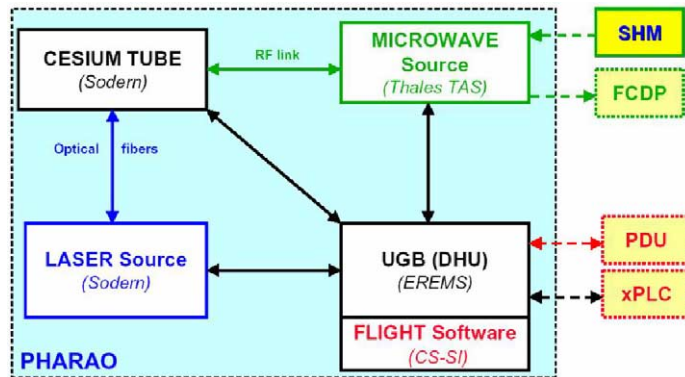 CESIUM TUBE
(Sodern)
RF link
MICROWAVE
Source
(Thales TAS)
SHM
FCDP
Optical fibers
LASER Source
(Sodern)
UGB (DHU)
(EREMS)
FLIGHT Software
(CS-SI)
PDU
xPLC
PHARAO